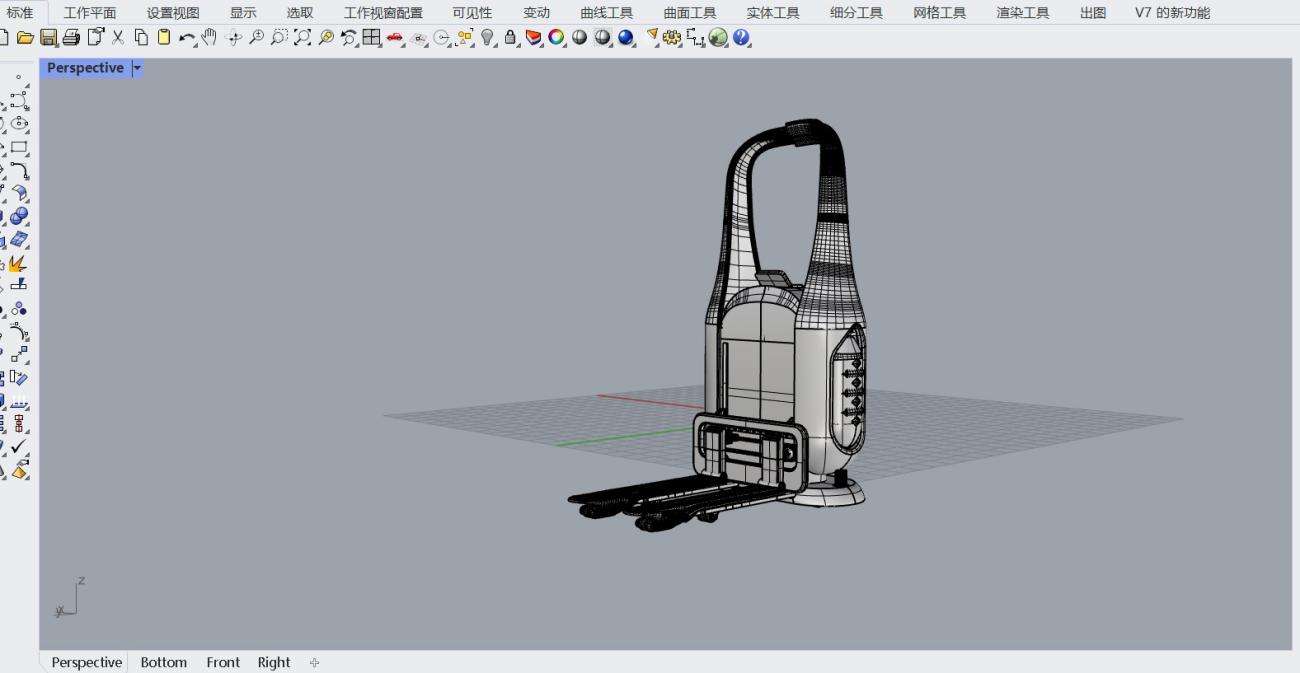 标准 工作平面 设置视图 显示 选取 工作视窗配置 可见性 变动 曲线工具 曲面工具 实体工具 细分工具 网格工具 渲染工具 出图 V7 的新功能
Perspective
z
x y
Perspective Bottom Front Right